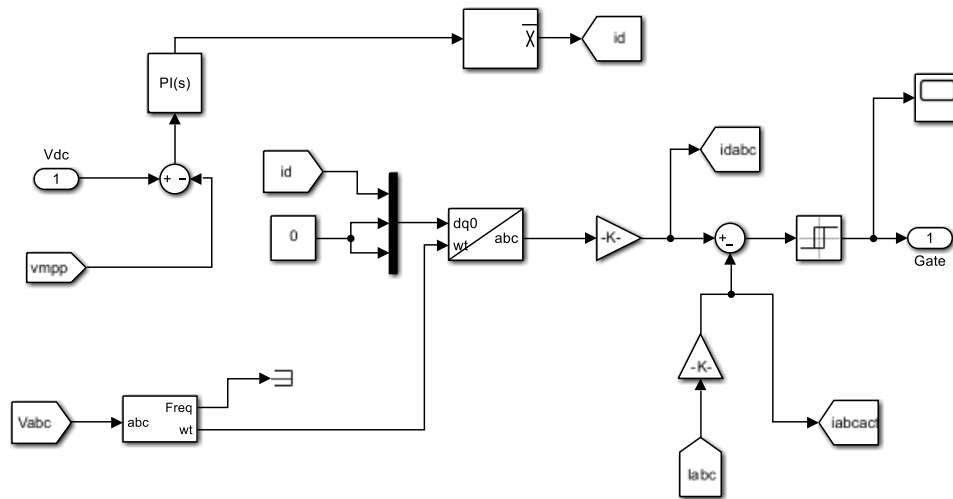 x
id
PI(s)
Vdc
1
+ -
id
idabc
0
dq0
wt
abc
-K-
+
-
1
Gate
vmpp
-K-
Vabc
abc
Freq
wt
iabcact
Iabc